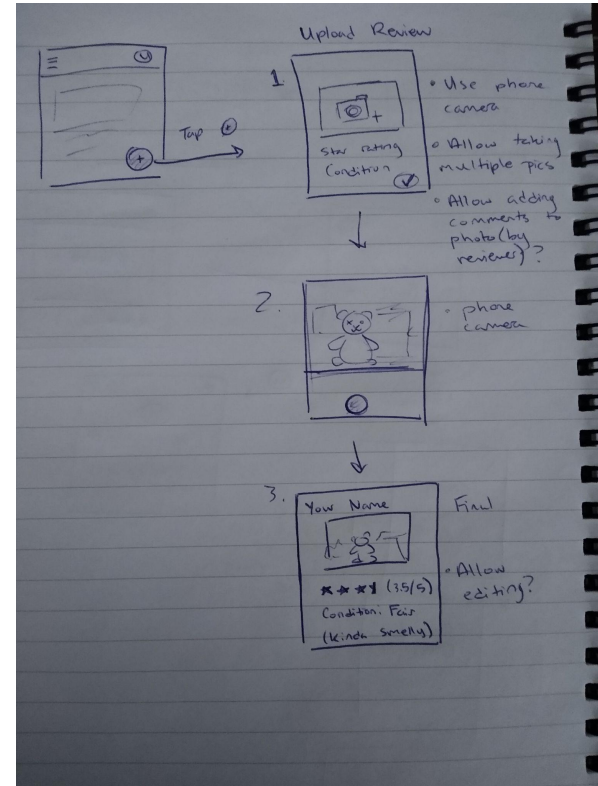 Upload Review
1.
Tap +
Star rating
Condition
• Use phone
camera
• Allow taking
multiple pics
• Allow adding
comments to
photo (by
reviewer)?
2.
• phone
camera
3.
Your Name
(3.5/5)
Condition: Fair
(kinda smelly)
Final
• Allow
editing?